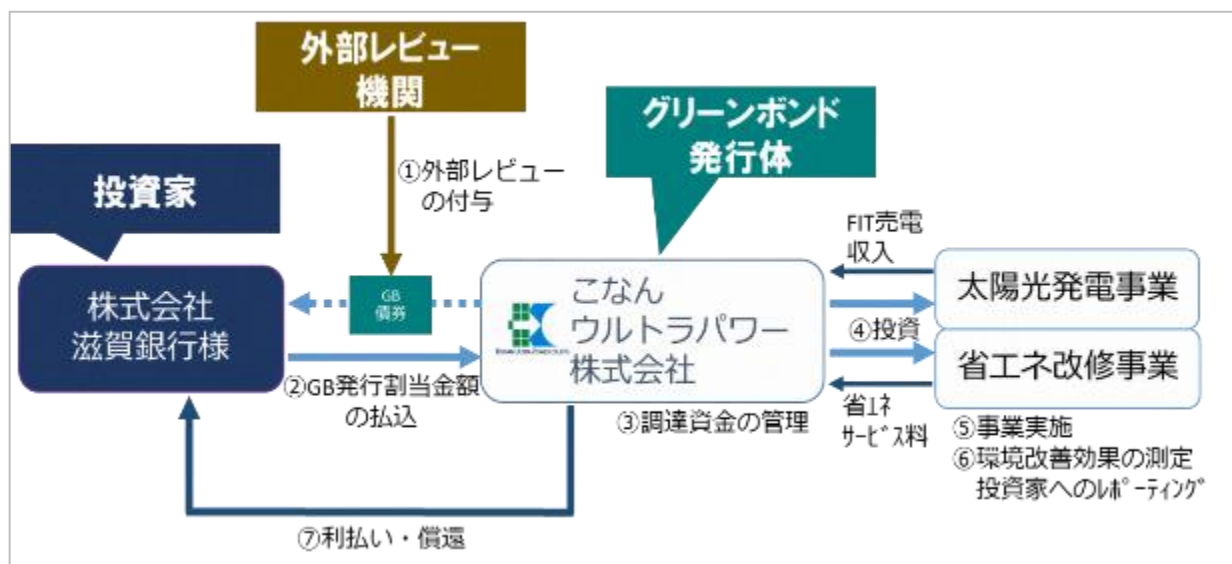 外部レビュー
機関
グリーンボンド
発行体
投資家
①外部レビュー
の付与
FIT売電
収入
株式会社
滋賀銀行様
GB
債券
こなん
ウルトラパワー
株式会社
太陽光発電事業
④投資
省エネ改修事業
②GB発行割当金額
の払込
③調達資金の管理
省ｴﾈ
ｻｰﾋﾞｽ料
⑤事業実施
⑥環境改善効果の測定
投資家へのﾚﾎﾟｰﾃｨﾝｸﾞ
⑦利払い・償還